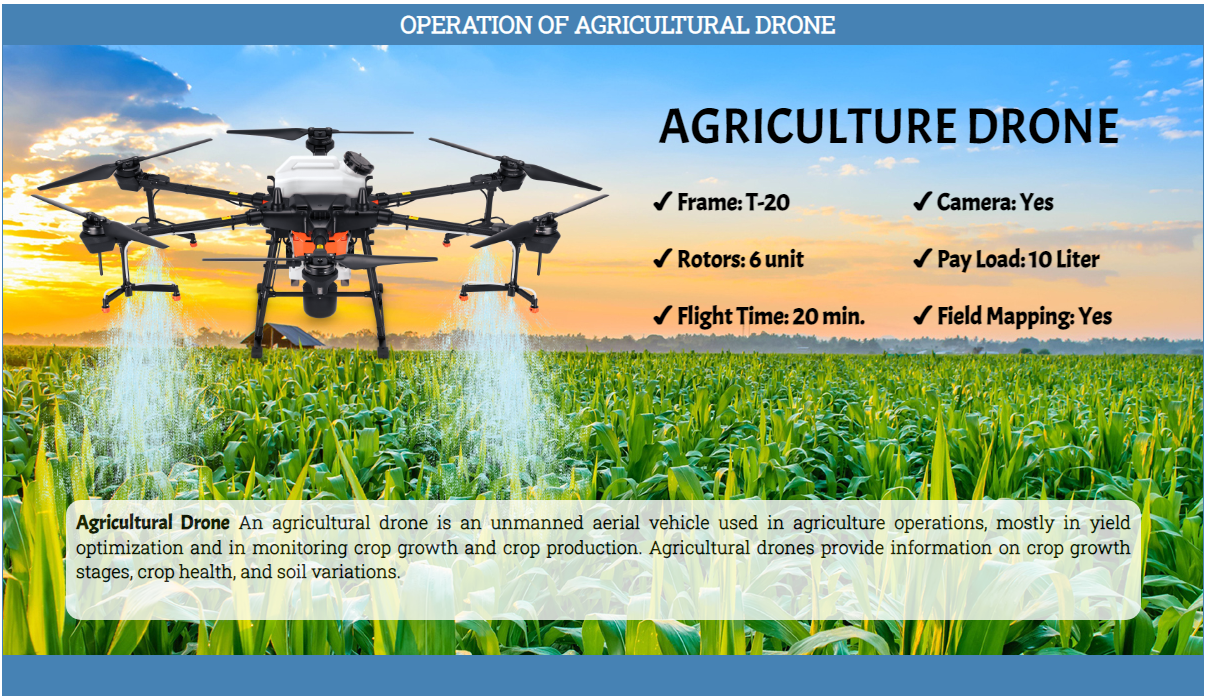 OPERATION OF AGRICULTURAL DRONE
AGRICULTURE DRONE
✓ Frame: T-20
✓ Camera: Yes
✓ Rotors: 6 unit
✓ Pay Load: 10 Liter
✓ Flight Time: 20 min.
✓ Field Mapping: Yes
Agricultural Drone An agricultural drone is an unmanned aerial vehicle used in agriculture operations, mostly in yield
optimization and in monitoring crop growth and crop production. Agricultural drones provide information on crop growth
stages, crop health, and soil variations.